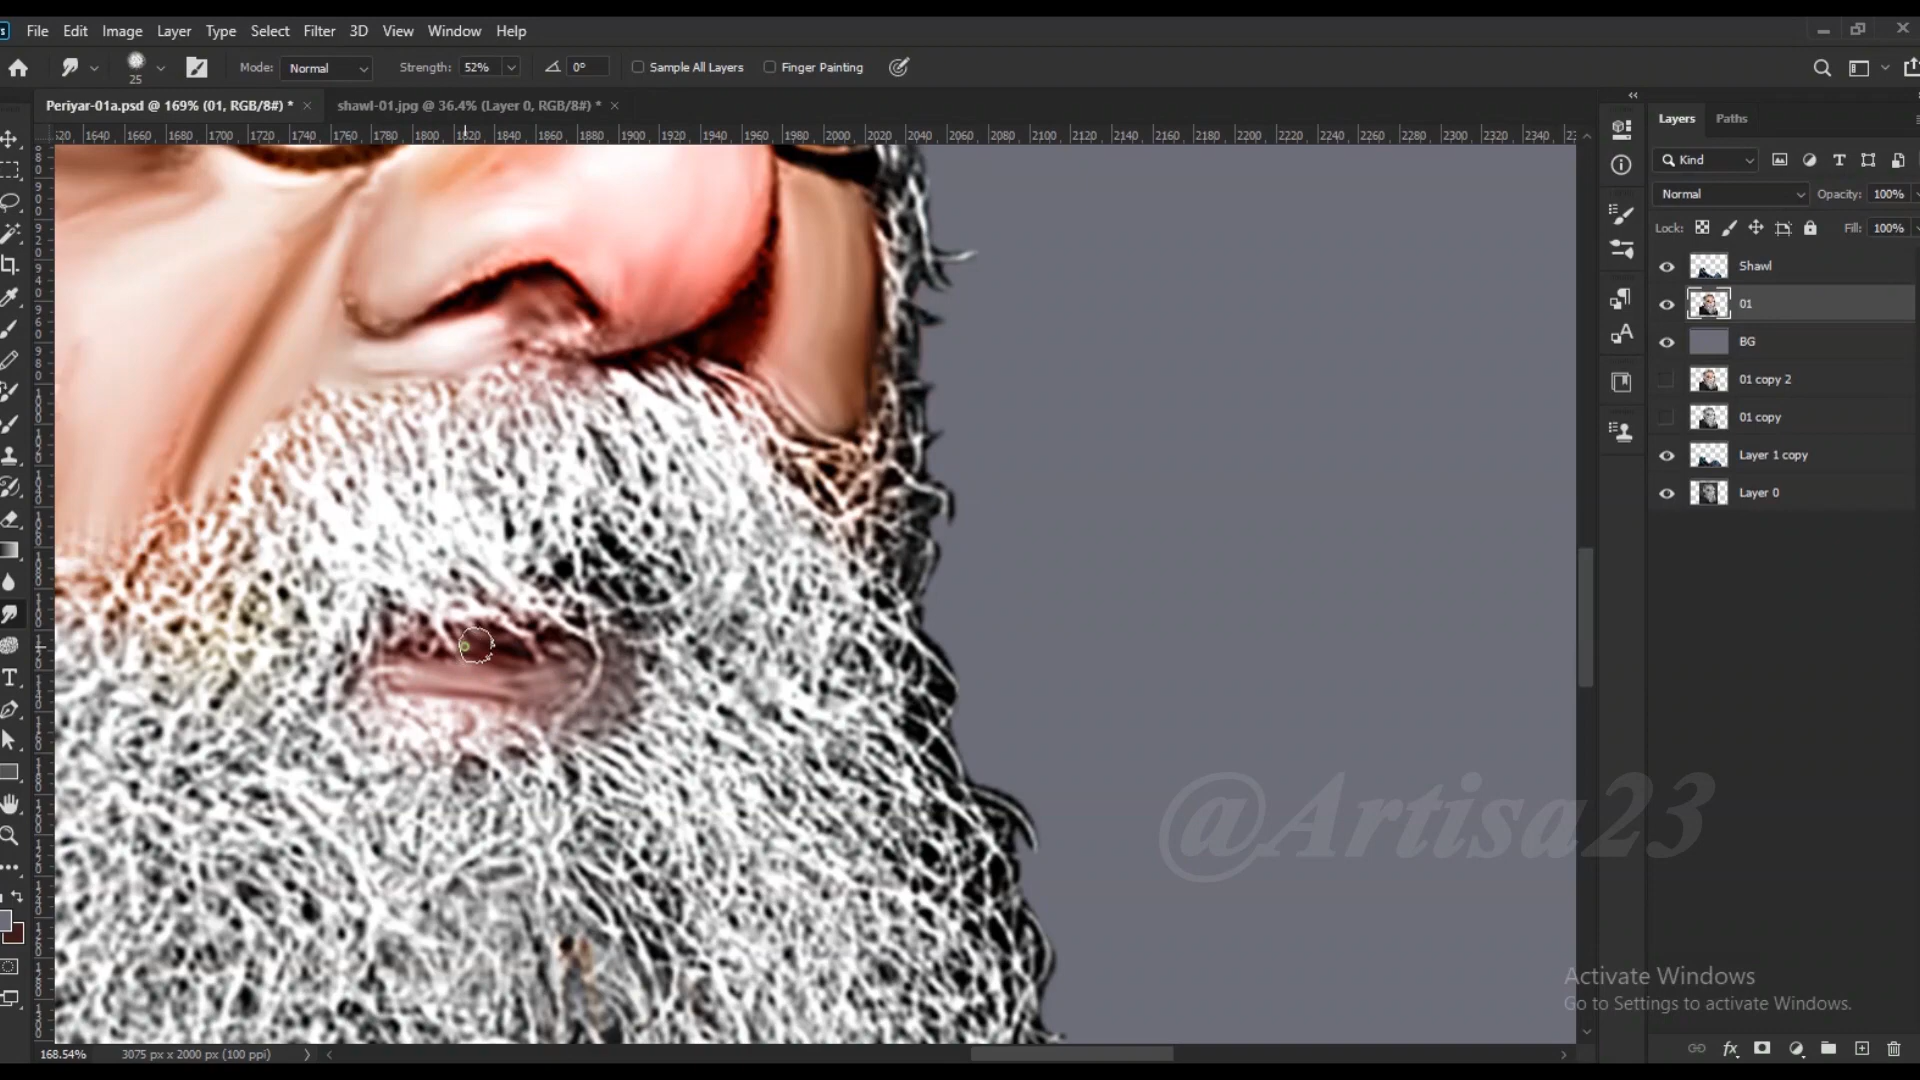 File Edit Image Layer Type Select Filter 3D View Window Help
25 Mode: Normal Strength: 52% 0° Sample All Layers Finger Painting
Periyar-01a.psd @ 169% (01, RGB/8#) * × shawl-01.jpg @ 36.4% (Layer 0, RGB/8#) * ×
1640 1660 1680 1700 1720 1740 1760 1780 1800 1820 1840 1860 1880 1900 1920 1940 1960 1980 2000 2020 2040 2060 2080 2100 2120 2140 2160 2180 2200 2220 2240 2260 2280 2300 2320 2340
Layers Paths
Kind
Normal Opacity: 100%
Lock: Fill: 100%
Shawl
01
BG
01 copy 2
01 copy
Layer 1 copy
Layer 0
@Artisa23
Activate Windows
Go to Settings to activate Windows.
168.54% 3075 px x 2000 px (100 ppi)